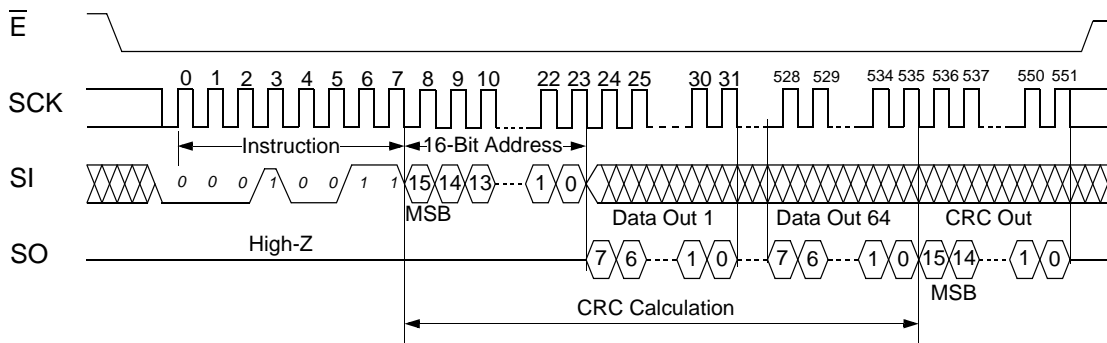 E
0 1 2 3 4 5 6 7 8 9 10 22 23 24 25 30 31 528 529 534 535 536 537 550 551
SCK
Instruction 16-Bit Address
SI
0 0 0 1 0 0 1 1 15 14 13 1 0
MSB Data Out 1 Data Out 64 CRC Out
High-Z
SO
7 6 1 0 7 6 1 0 15 14 1 0
MSB
CRC Calculation